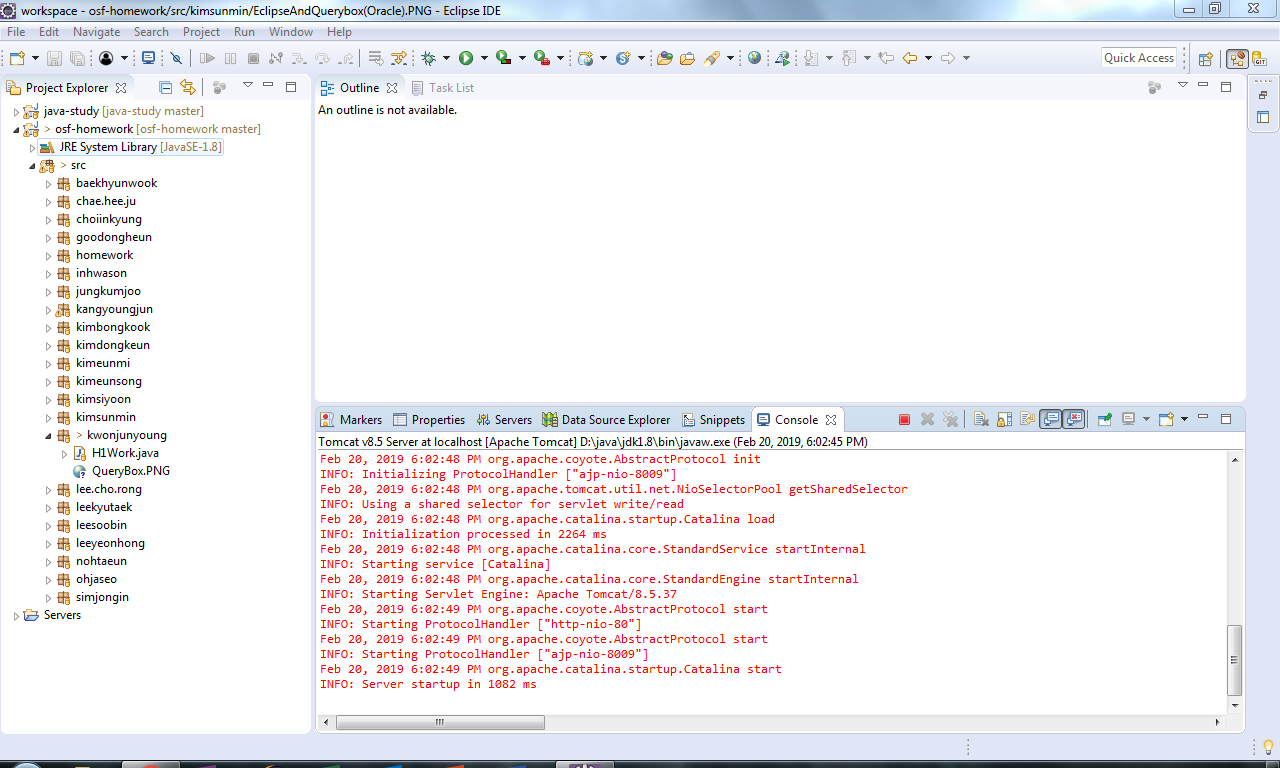 workspace - osf-homework/src/kimsunmin/EclipseAndQuerybox(Oracle).PNG - Eclipse IDE
File Edit Navigate Search Project Run Window Help
Quick Access
GIT
Project Explorer
java-study [java-study master]
> osf-homework [osf-homework master]
JRE System Library [JavaSE-1.8]
> src
baekhyunwook
chae.hee.ju
choiinkyung
goodongheun
homework
inhwason
jungkumjoo
kangyoungjun
kimbongkook
kimdongkeun
kimeunmi
kimeunsong
kimsiyoon
kimsunmin
> kwonjunyoung
H1Work.java
QueryBox.PNG
lee.cho.rong
leekyutaek
leesoobin
leeyeonhong
nohtaeun
ohjaseo
simjongin
Servers
Outline Task List
An outline is not available.
Markers Properties Servers Data Source Explorer Snippets Console
Tomcat v8.5 Server at localhost [Apache Tomcat] D:\java\jdk1.8\bin\javaw.exe (Feb 20, 2019, 6:02:45 PM)
Feb 20, 2019 6:02:48 PM org.apache.coyote.AbstractProtocol init
INFO: Initializing ProtocolHandler ["ajp-nio-8009"]
Feb 20, 2019 6:02:48 PM org.apache.tomcat.util.net.NioSelectorPool getSharedSelector
INFO: Using a shared selector for servlet write/read
Feb 20, 2019 6:02:48 PM org.apache.catalina.startup.Catalina load
INFO: Initialization processed in 2264 ms
Feb 20, 2019 6:02:48 PM org.apache.catalina.core.StandardService startInternal
INFO: Starting service [Catalina]
Feb 20, 2019 6:02:48 PM org.apache.catalina.core.StandardEngine startInternal
INFO: Starting Servlet Engine: Apache Tomcat/8.5.37
Feb 20, 2019 6:02:49 PM org.apache.coyote.AbstractProtocol start
INFO: Starting ProtocolHandler ["http-nio-80"]
Feb 20, 2019 6:02:49 PM org.apache.coyote.AbstractProtocol start
INFO: Starting ProtocolHandler ["ajp-nio-8009"]
Feb 20, 2019 6:02:49 PM org.apache.catalina.startup.Catalina start
INFO: Server startup in 1082 ms